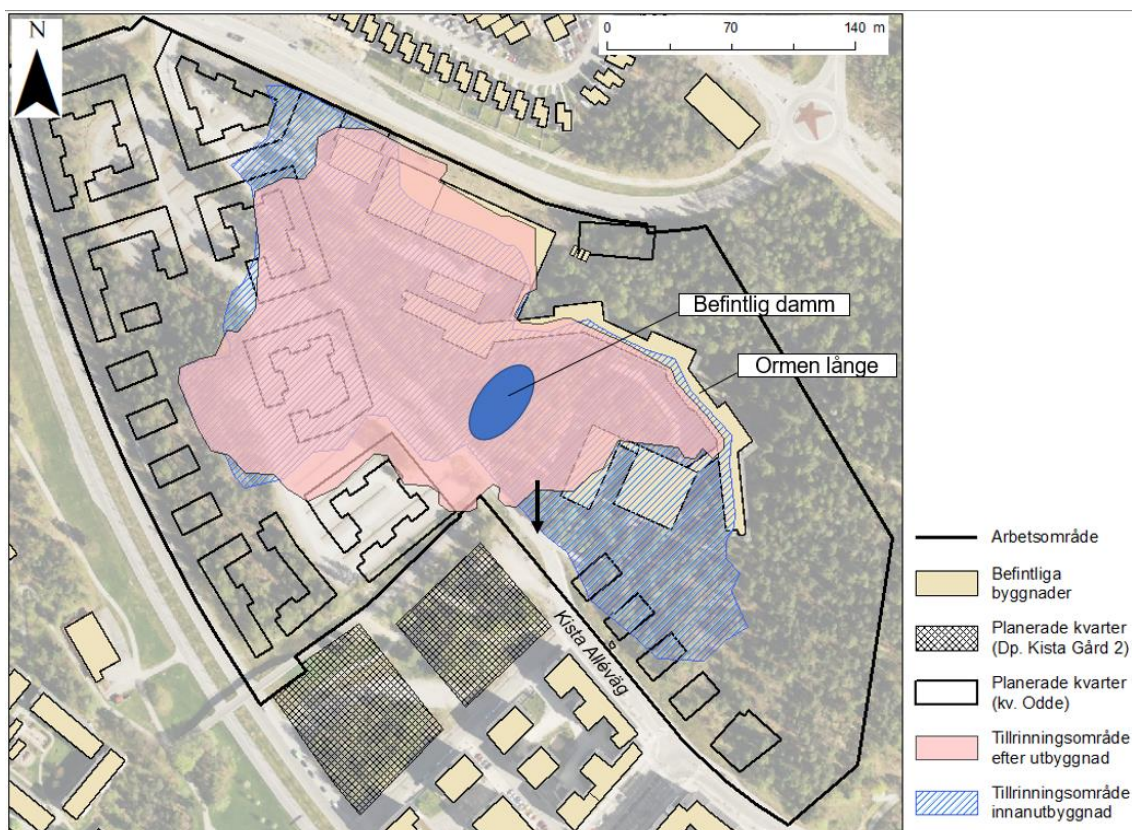 N
0 70 140 m
Befintlig damm
Ormen långe
Kista Alléväg
Arbetsområde
Befintliga
byggnader
Planerade kvarter
(Dp. Kista Gård 2)
Planerade kvarter
(kv. Odde)
Tillrinningsområde
efter utbyggnad
Tillrinningsområde
innanutbyggnad